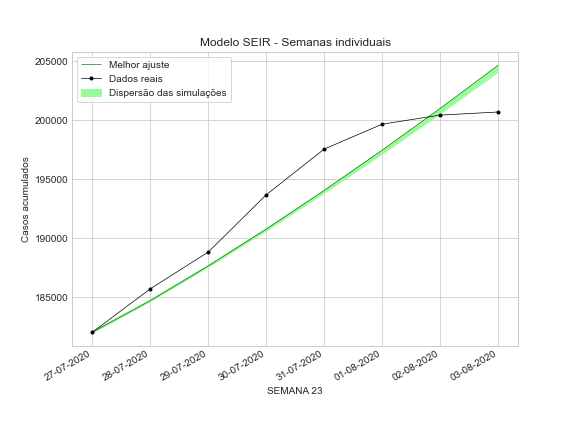 Modelo SEIR - Semanas individuais
Melhor ajuste
Dados reais
Dispersão das simulações
205000
200000
195000
190000
185000
Casos acumulados
27-07-2020
28-07-2020
29-07-2020
30-07-2020
31-07-2020
01-08-2020
02-08-2020
03-08-2020
SEMANA 23